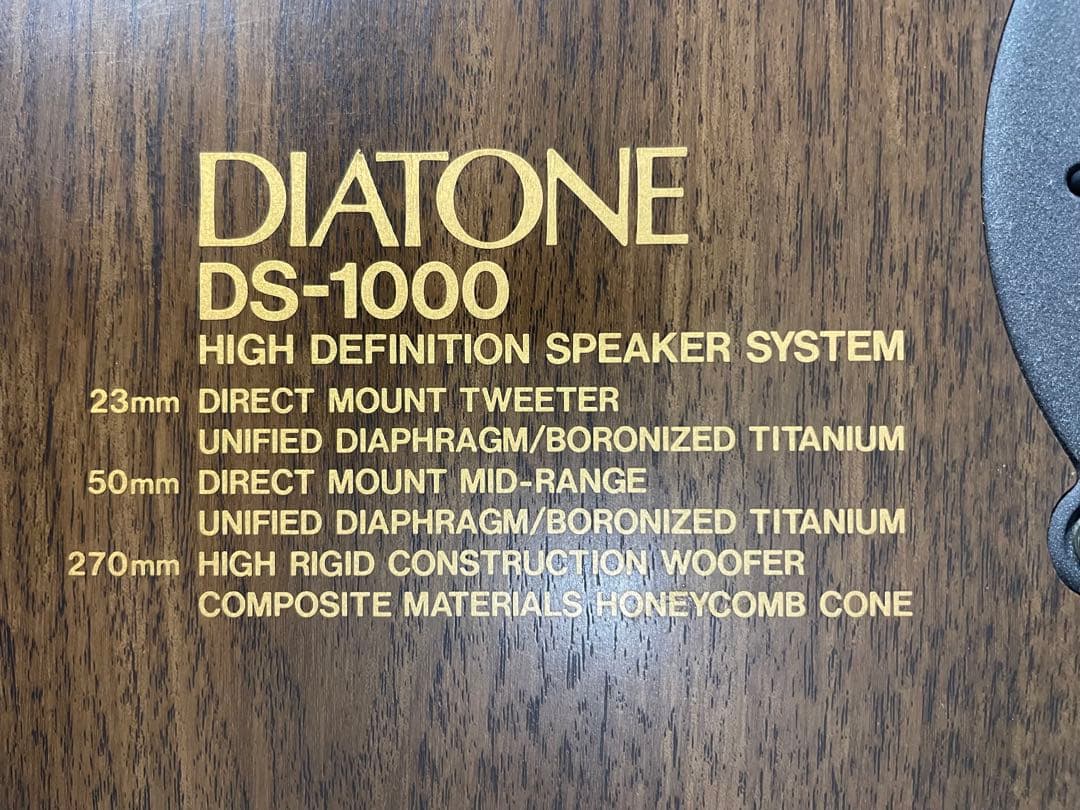 DIATONE
DS-1000
HIGH DEFINITION SPEAKER SYSTEM
23mm DIRECT MOUNT TWEETER
UNIFIED DIAPHRAGM/BORONIZED TITANIUM
50mm DIRECT MOUNT MID-RANGE
UNIFIED DIAPHRAGM/BORONIZED TITANIUM
270mm HIGH RIGID CONSTRUCTION WOOFER
COMPOSITE MATERIALS HONEYCOMB CONE